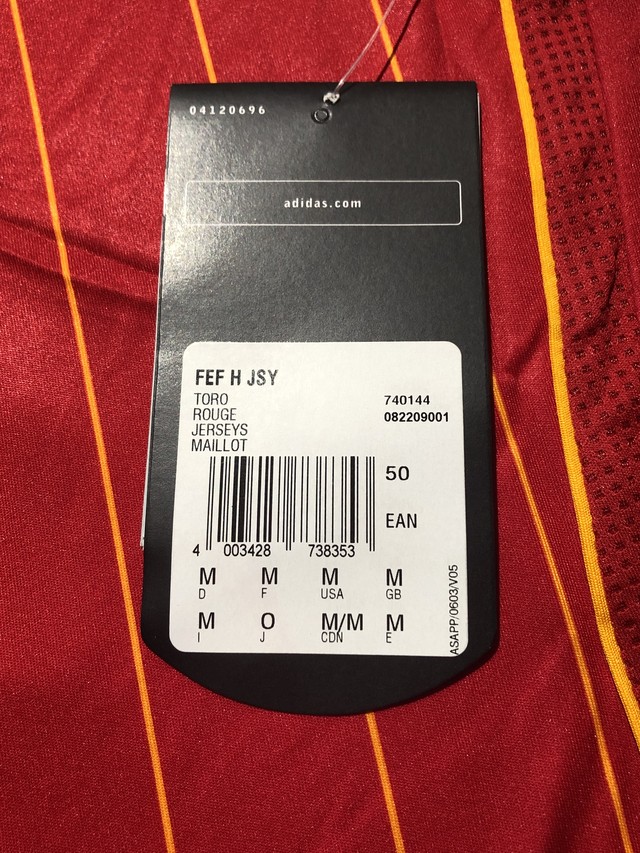 04120696
adidas.com
FEF H JSY
TORO 740144
ROUGE 082209001
JERSEYS
MAILLOT
50
EAN
4 003428 738353
M M M M
D F USA GB
M O M/M M
I J CDN E
ASAPP/0603/V05